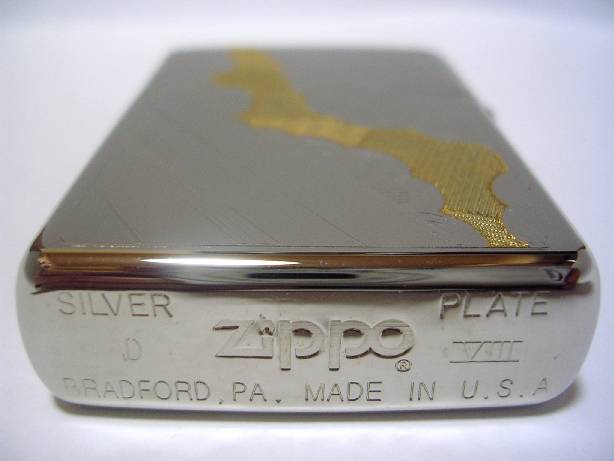 SILVER PLATE
D Zippo® VIII
BRADFORD, PA. MADE IN U.S.A